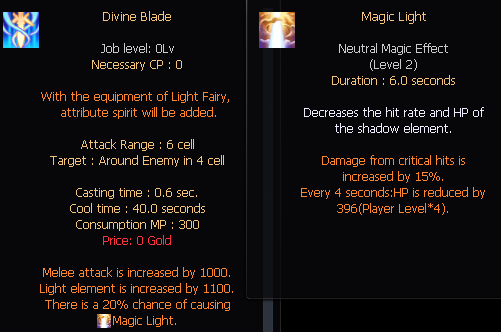 Divine Blade
Job level: 0Lv
Necessary CP : 0
With the equipment of Light Fairy,
attribute spirit will be added.
Attack Range : 6 cell
Target : Around Enemy in 4 cell
Casting time : 0.6 sec.
Cool time : 40.0 seconds
Consumption MP : 300
Price: 0 Gold
Melee attack is increased by 1000.
Light element is increased by 1100.
There is a 20% chance of causing
Magic Light.
Magic Light
Neutral Magic Effect
(Level 2)
Duration : 6.0 seconds
Decreases the hit rate and HP of
the shadow element.
Damage from critical hits is
increased by 15%.
Every 4 seconds:HP is reduced by
396(Player Level*4).